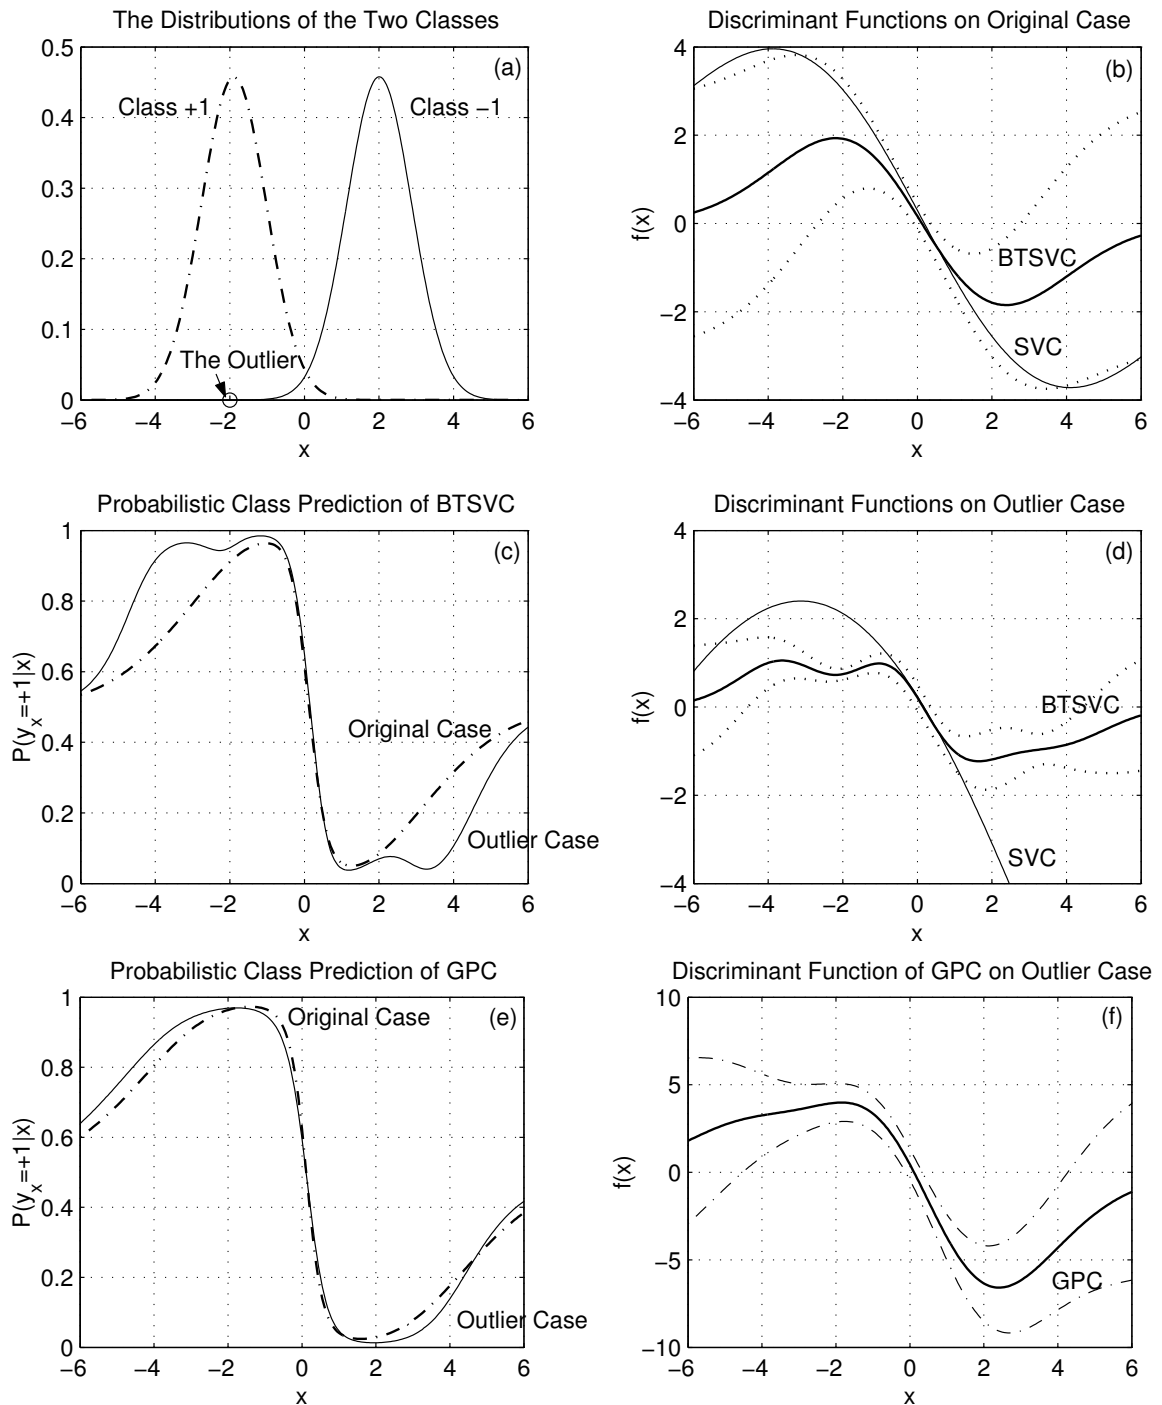 The Distributions of the Two Classes
0.5
0.4
0.3
0.2
0.1
0
(a)
Class +1
Class −1
The Outlier
−6 −4 −2 0 2 4 6
x
Discriminant Functions on Original Case
4
2
0
−2
−4
f(x)
(b)
BTSVC
SVC
−6 −4 −2 0 2 4 6
x
Probabilistic Class Prediction of BTSVC
1
0.8
0.6
0.4
0.2
0
P(y_x=+1|x)
(c)
Original Case
Outlier Case
−6 −4 −2 0 2 4 6
x
Discriminant Functions on Outlier Case
4
2
0
−2
−4
f(x)
(d)
BTSVC
SVC
−6 −4 −2 0 2 4 6
x
Probabilistic Class Prediction of GPC
1
0.8
0.6
0.4
0.2
0
P(y_x=+1|x)
(e)
Original Case
Outlier Case
−6 −4 −2 0 2 4 6
x
Discriminant Function of GPC on Outlier Case
10
5
0
−5
−10
f(x)
(f)
GPC
−6 −4 −2 0 2 4 6
x